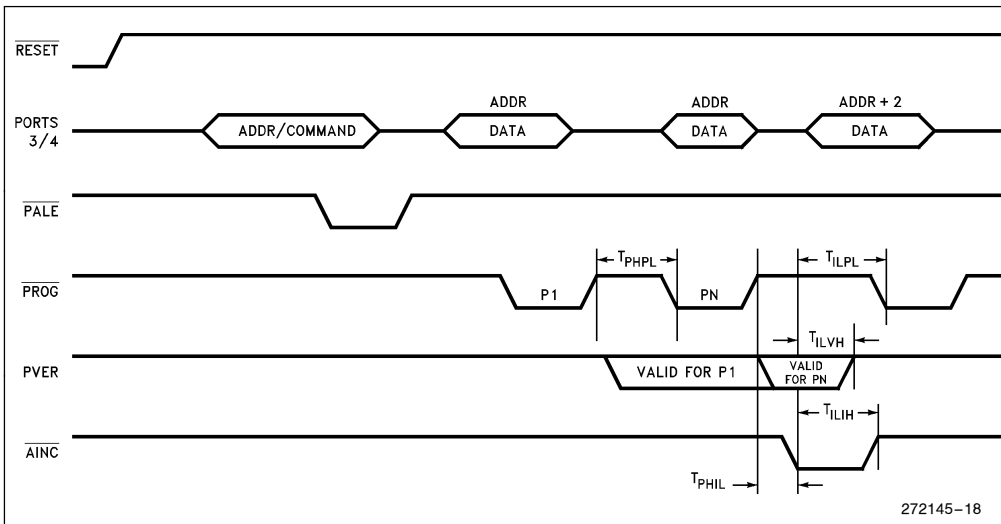 RESET
PORTS
3/4
ADDR/COMMAND
ADDR
DATA
ADDR
DATA
ADDR + 2
DATA
PALE
PROG
P1
TPHPL
PN
TILPL
PVER
VALID FOR P1
VALID
FOR PN
TILVH
AINC
TILIH
TPHIL
272145–18